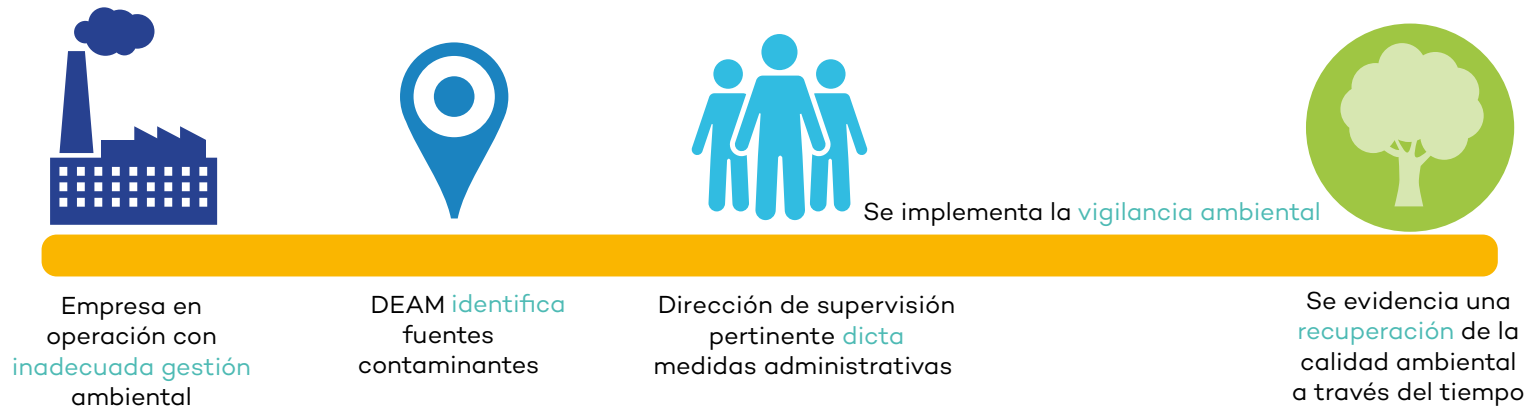 Se implementa la vigilancia ambiental
Empresa en
operación con
inadecuada gestión
ambiental
DEAM identifica
fuentes
contaminantes
Dirección de supervisión
pertinente dicta
medidas administrativas
Se evidencia una
recuperación de la
calidad ambiental
a través del tiempo